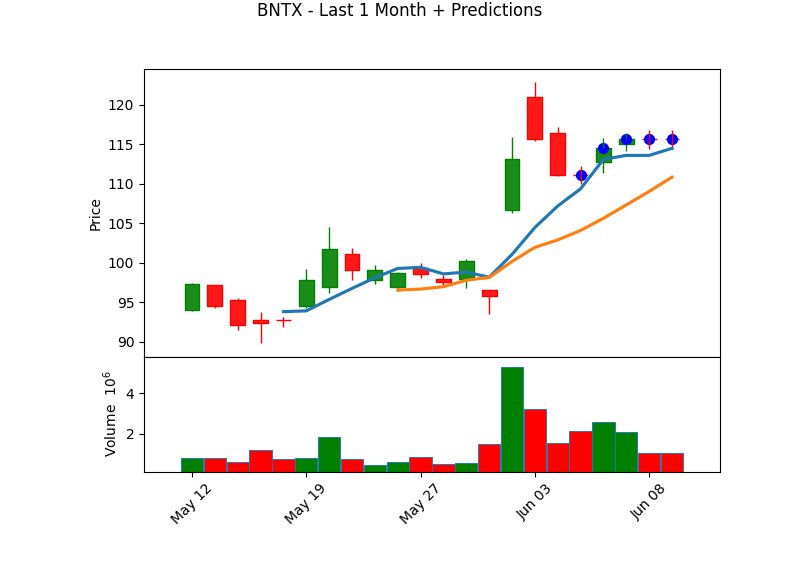 BNTX - Last 1 Month + Predictions
120
115
110
105
100
95
90
Price
4
2
Volume 10^6
May 12
May 19
May 27
Jun 03
Jun 08